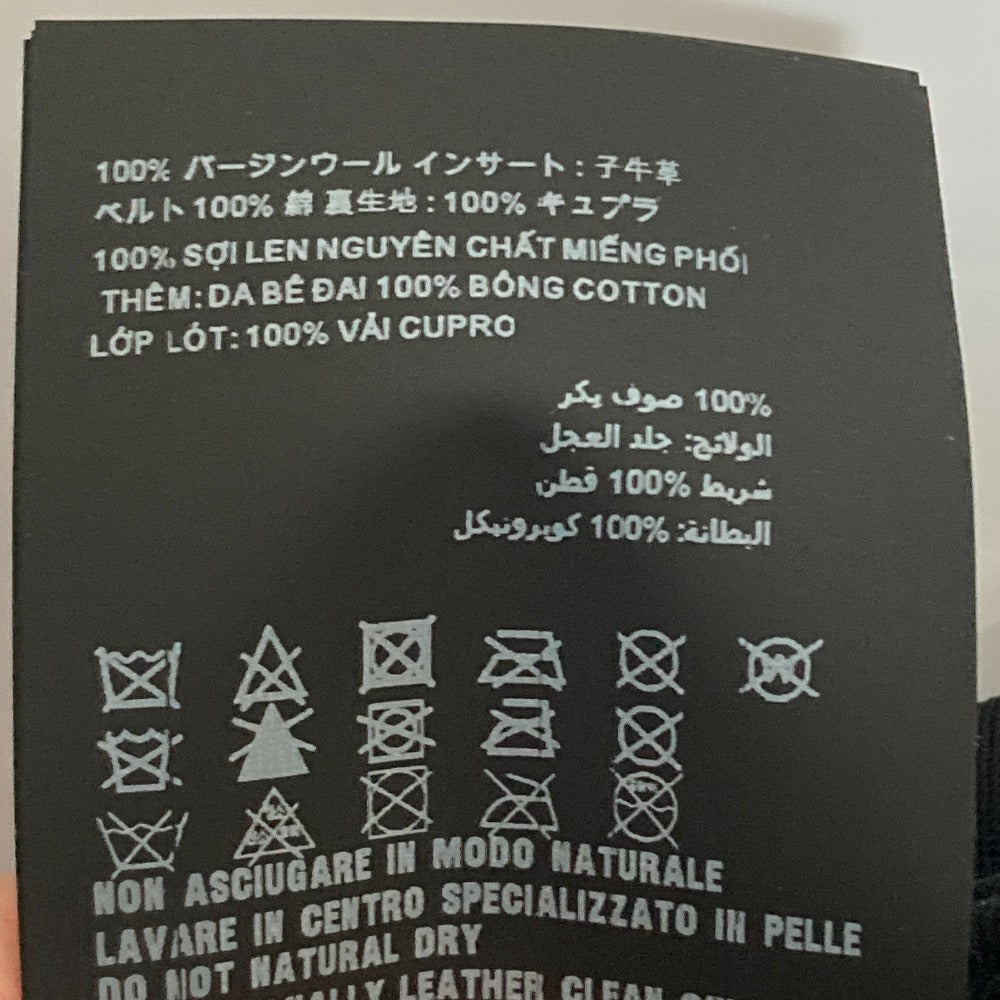 100% バージンウール インサート : 子牛革
ベルト 100% 綿 裏生地 : 100% キュプラ
100% SỢI LEN NGUYÊN CHẤT MIẾNG PHỐI
THÊM: DA BÊ ĐAI 100% BÔNG COTTON
LỚP LÓT: 100% VẢI CUPRO
100% صوف بكر
الولائج: جلد العجل
شريط 100% قطن
البطانة: 100% كوبرونيكل
NON ASCIUGARE IN MODO NATURALE
LAVARE IN CENTRO SPECIALIZZATO IN PELLE
DO NOT NATURAL DRY
LEATHER CLEAN